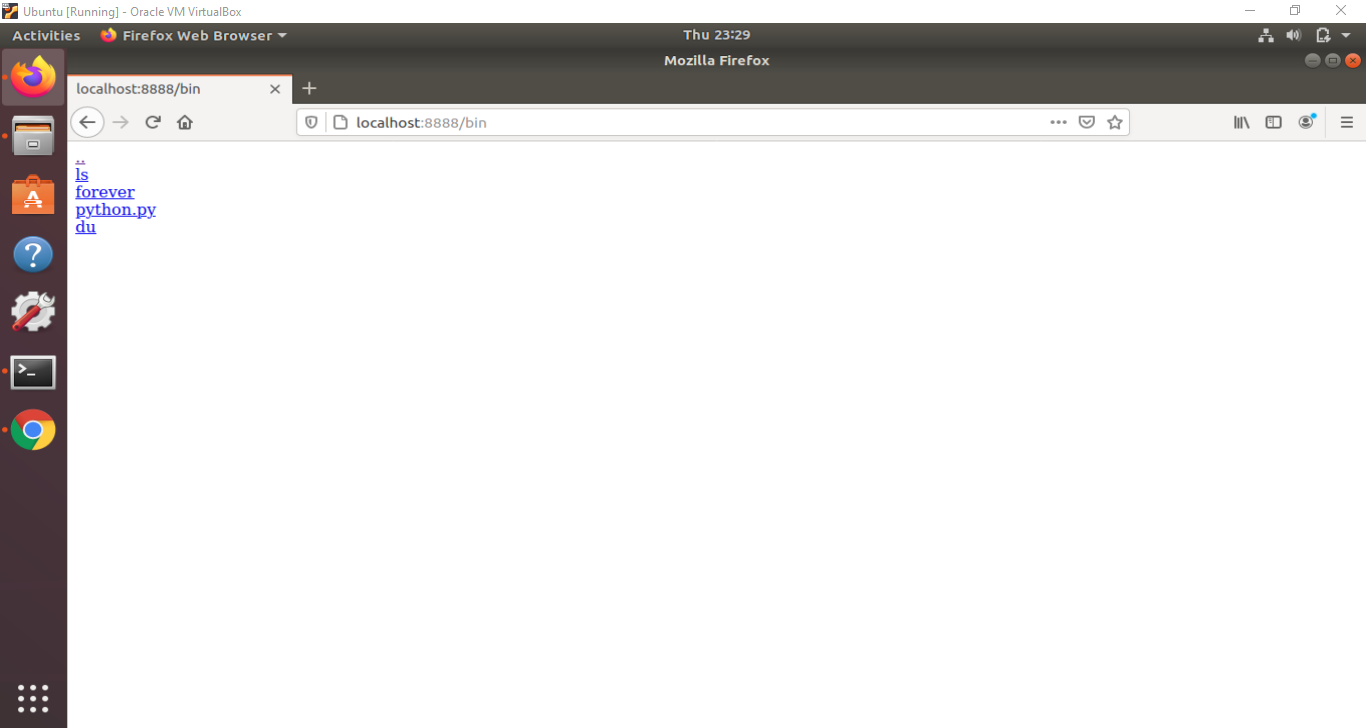 Ubuntu [Running] - Oracle VM VirtualBox
Activities Firefox Web Browser Thu 23:29
Mozilla Firefox
localhost:8888/bin
localhost:8888/bin
..
ls
forever
python.py
du